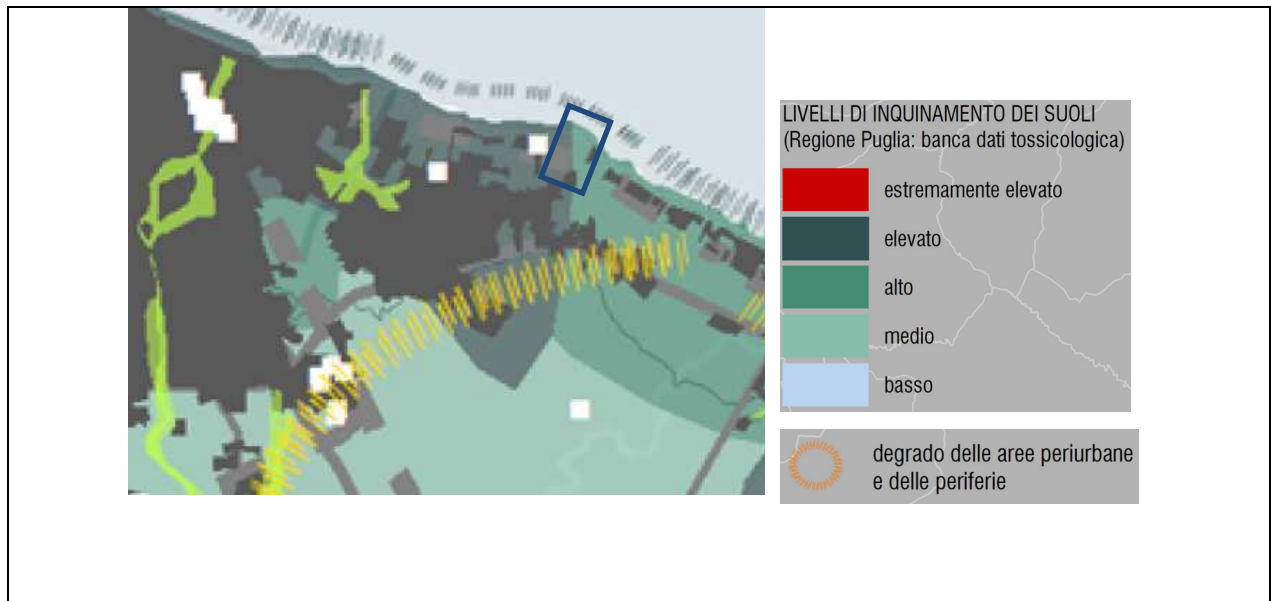 LIVELLI DI INQUINAMENTO DEI SUOLI
(Regione Puglia: banca dati tossicologica)
estremamente elevato
elevato
alto
medio
basso
degrado delle aree periurbane
e delle periferie